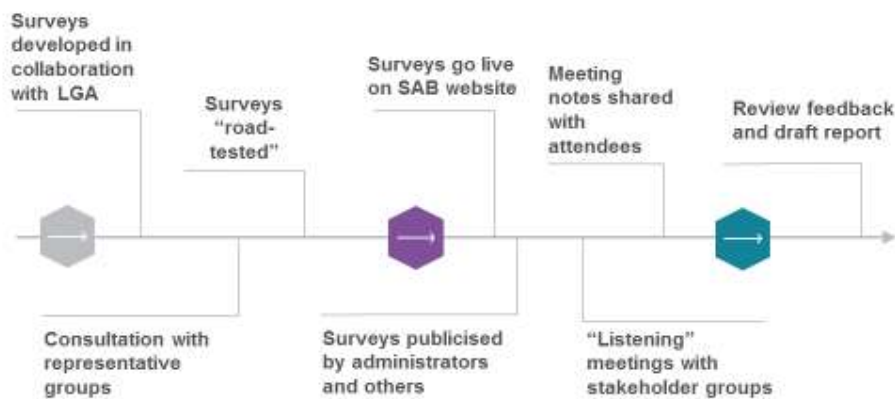 Surveys
developed in
collaboration
with LGA
Consultation with
representative
groups
Surveys
“road-
tested”
Surveys go live
on SAB website
Surveys publicised
by administrators
and others
“Listening”
meetings with
stakeholder groups
Meeting
notes shared
with
attendees
Review feedback
and draft report